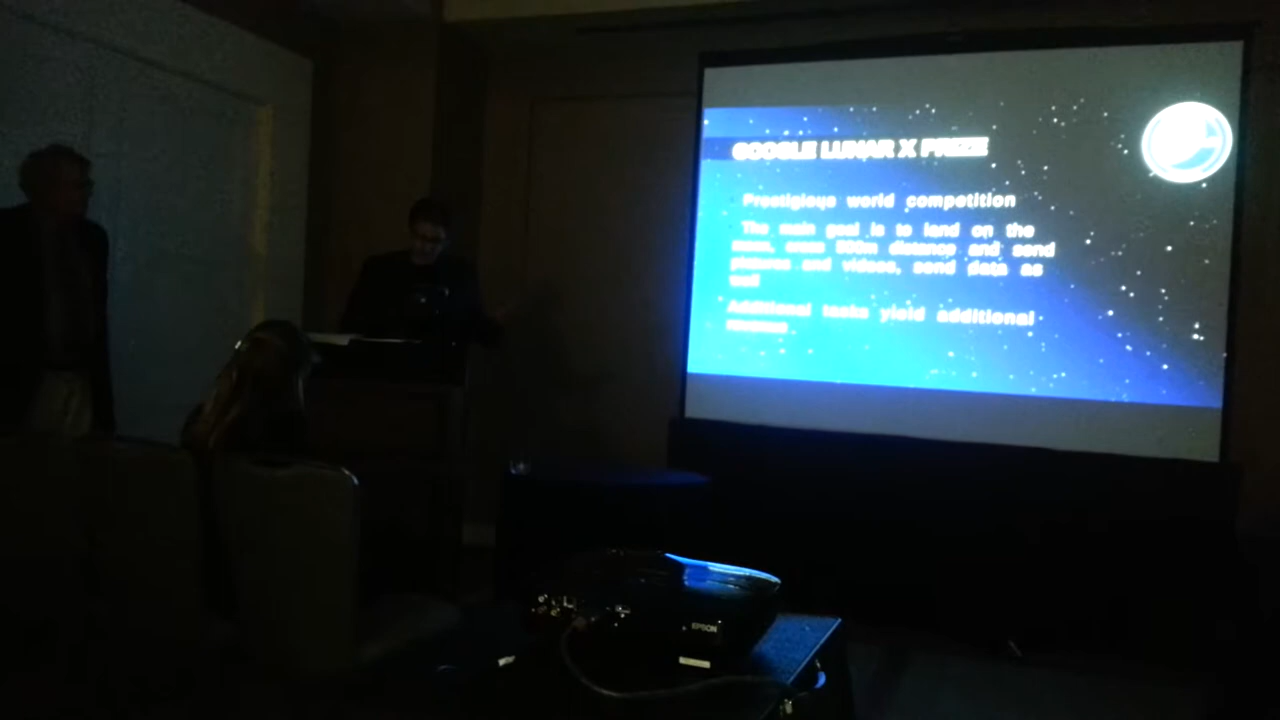 GOOGLE LUNAR X PRIZE
Prestigious world competition
The main goal is to land on the
moon, move 500m distance and send
pictures and videos, send data as
well
Additional tasks yield additional
revenue
EPSON